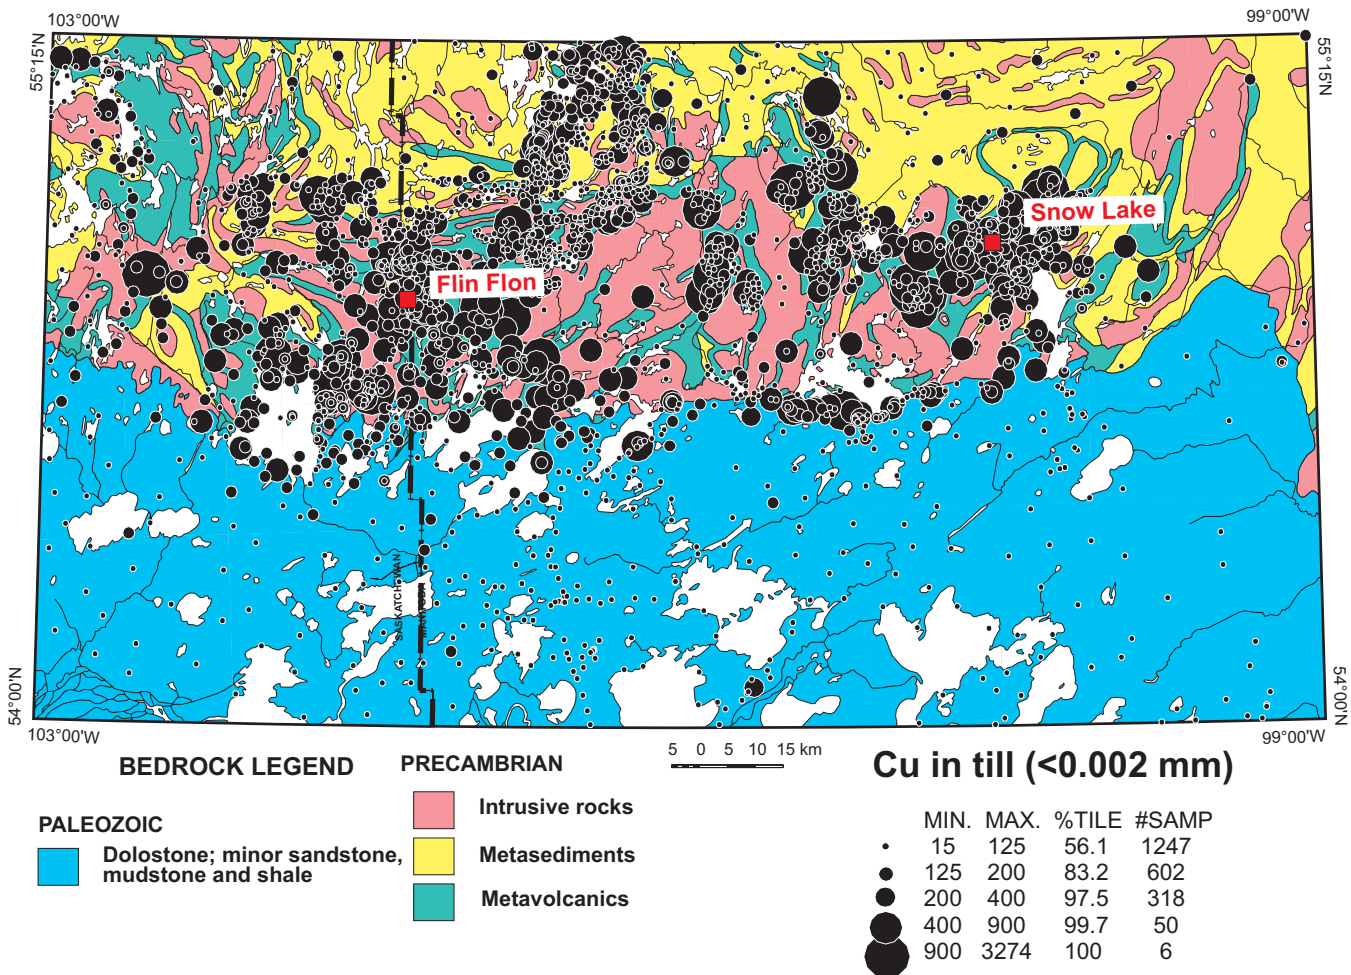 103°00'W
99°00'W
55°15'N
55°15'N
Snow Lake
Flin Flon
SASKATCHEWAN
MANITOBA
54°00'N
54°00'N
103°00'W
99°00'W
5 0 5 10 15 km
BEDROCK LEGEND
PALEOZOIC
Dolostone; minor sandstone,
mudstone and shale
PRECAMBRIAN
Intrusive rocks
Metasediments
Metavolcanics
Cu in till (<0.002 mm)
MIN. MAX. %TILE #SAMP
15 125 56.1 1247
125 200 83.2 602
200 400 97.5 318
400 900 99.7 50
900 3274 100 6